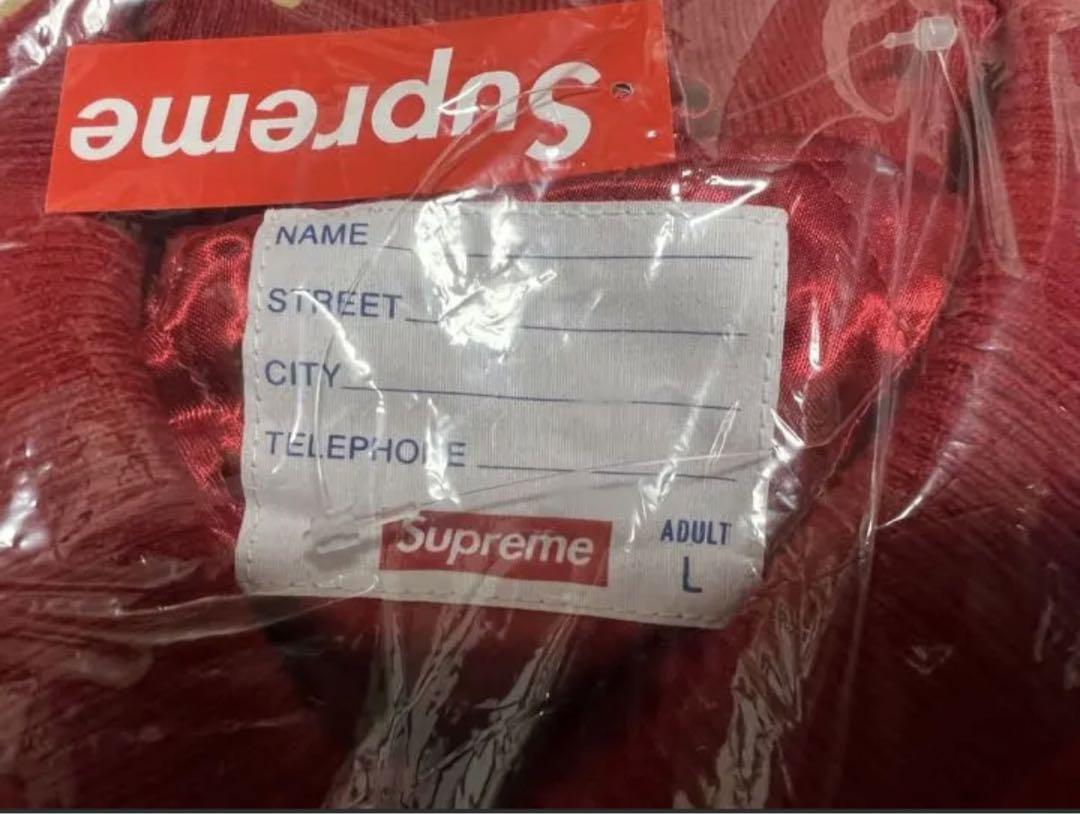 Supreme
NAME
STREET
CITY
TELEPHONE
Supreme
ADULT
L